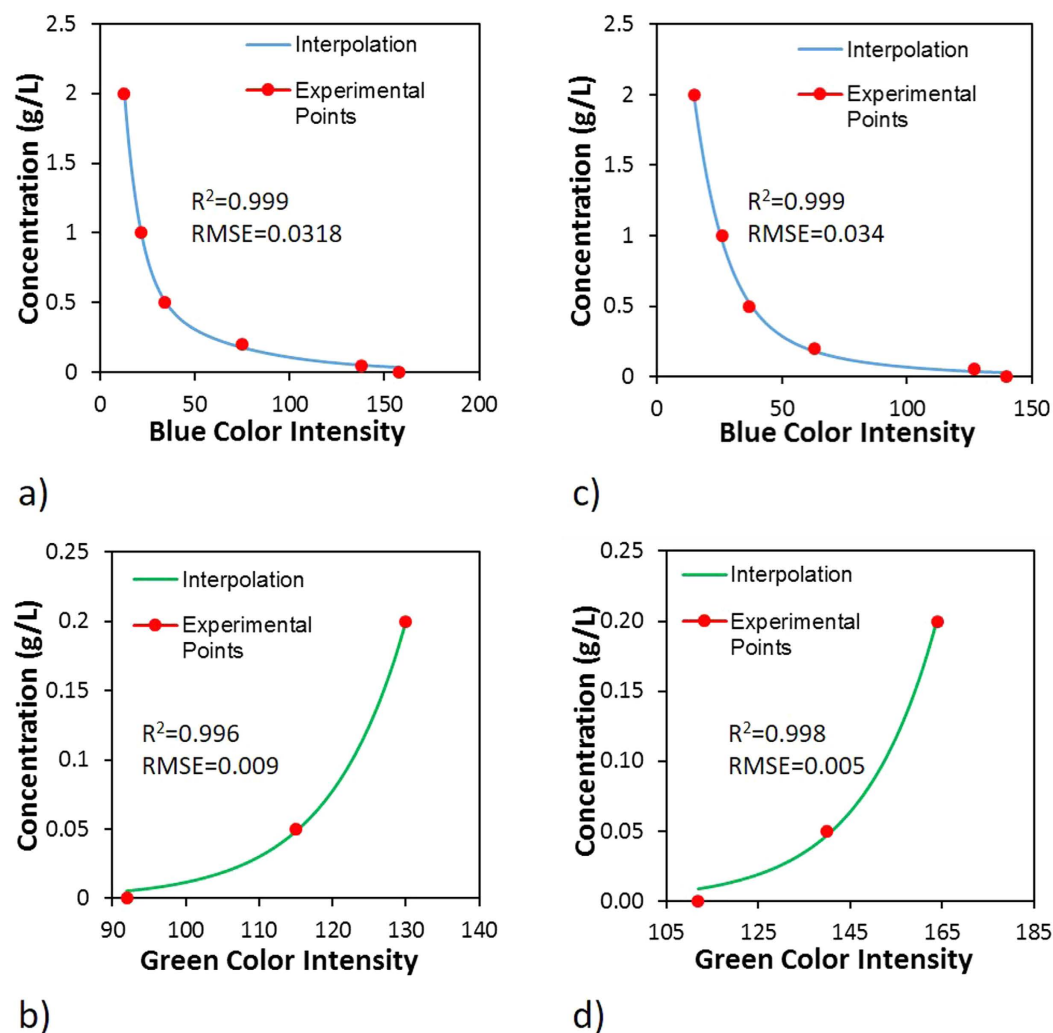 2.5
2
1.5
1
0.5
0
Concentration (g/L)
Interpolation
Experimental
Points
R²=0.999
RMSE=0.0318
0 50 100 150 200
Blue Color Intensity
a)
2.5
2
1.5
1
0.5
0
Concentration (g/L)
Interpolation
Experimental
Points
R²=0.999
RMSE=0.034
0 50 100 150
Blue Color Intensity
c)
0.25
0.2
0.15
0.1
0.05
0
Concentration (g/L)
Interpolation
Experimental
Points
R²=0.996
RMSE=0.009
90 100 110 120 130 140
Green Color Intensity
b)
0.25
0.20
0.15
0.10
0.05
0.00
Concentration (g/L)
Interpolation
Experimental
Points
R²=0.998
RMSE=0.005
105 125 145 165 185
Green Color Intensity
d)